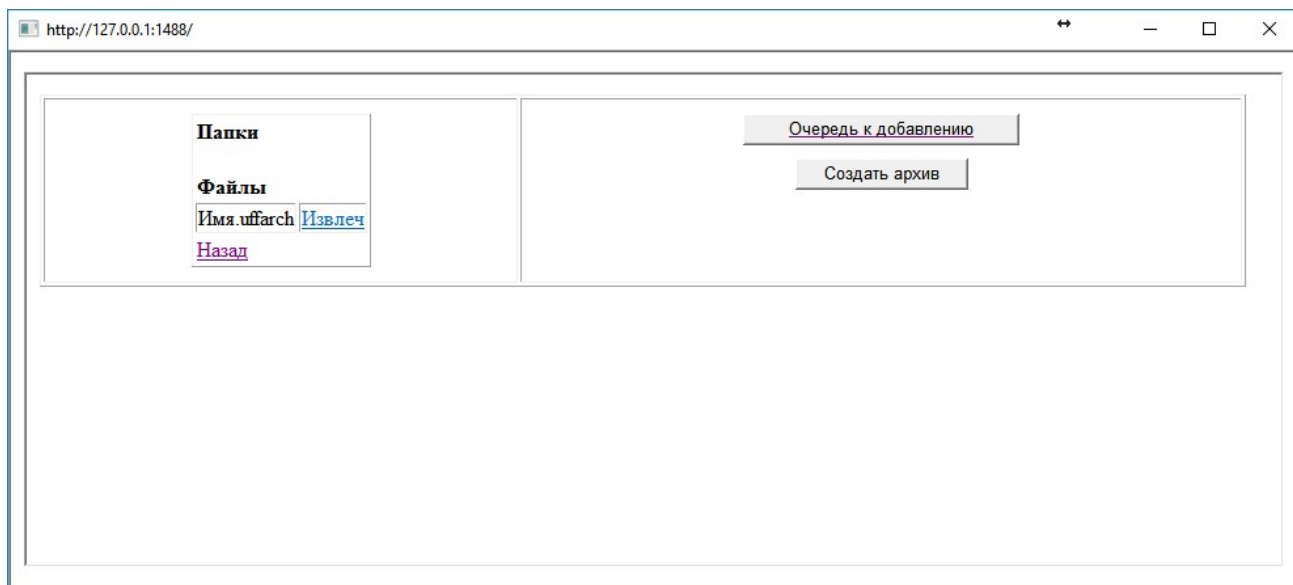 http://127.0.0.1:1488/
Папки
Файлы
Имя.uffarch Извлеч
Назад
Очередь к добавлению
Создать архив